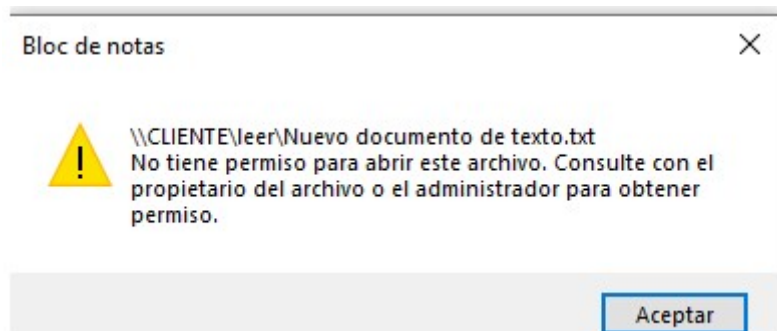 Bloc de notas
\\CLIENTE\leer\Nuevo documento de texto.txt
No tiene permiso para abrir este archivo. Consulte con el
propietario del archivo o el administrador para obtener
permiso.
Aceptar